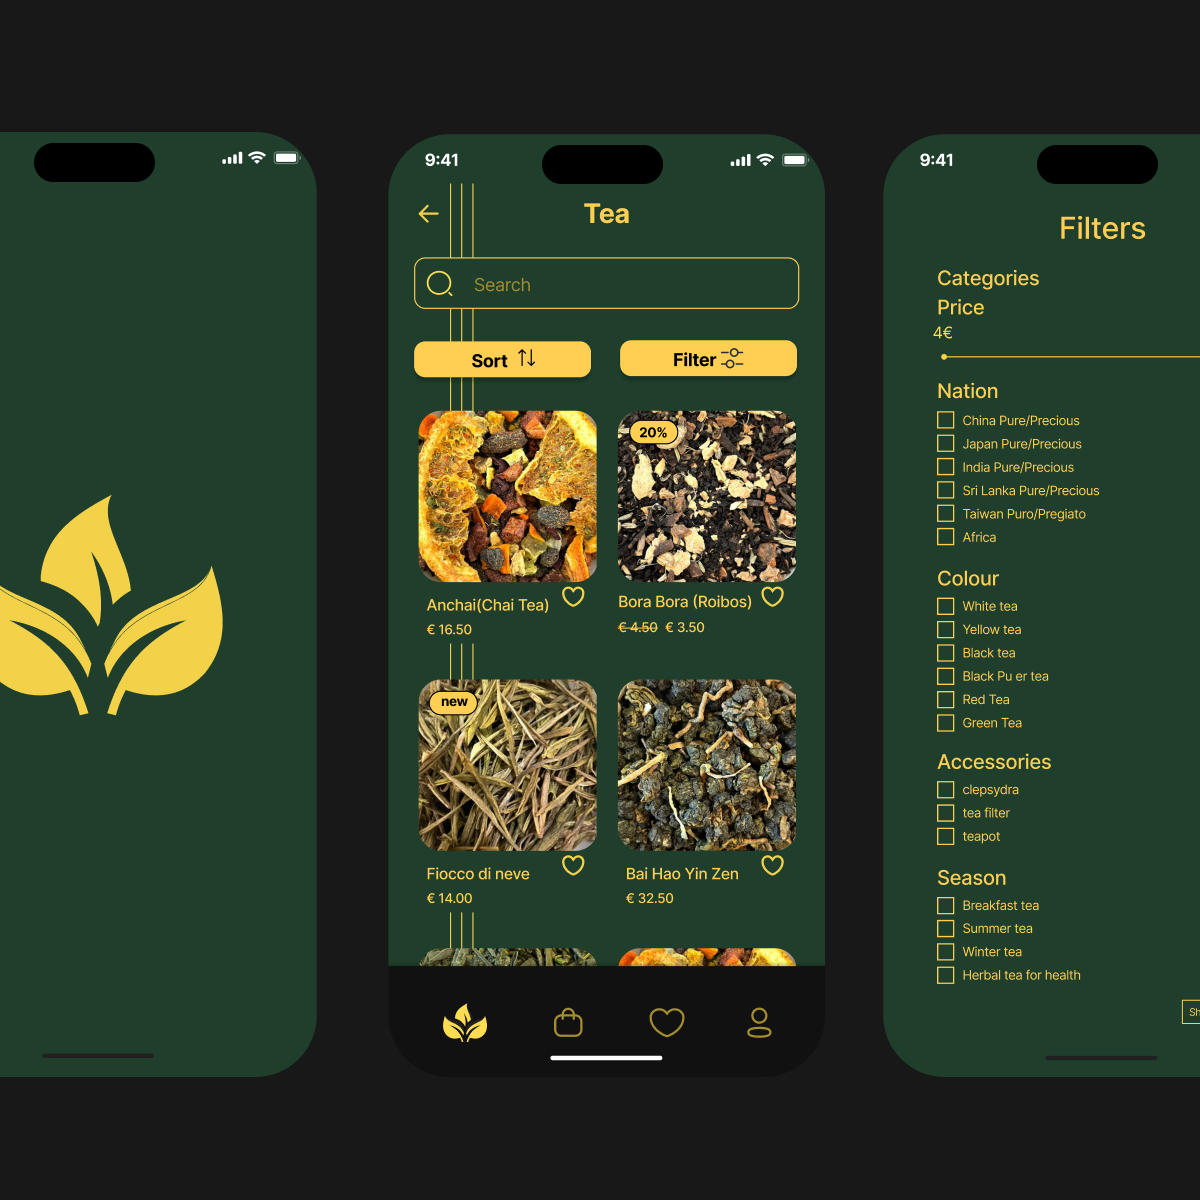 9:41
Tea
Search
Sort
Filter
20%
Anchai(Chai Tea)
€ 16.50
Bora Bora (Roibos)
€ 4.50 € 3.50
new
Fiocco di neve
€ 14.00
Bai Hao Yin Zen
€ 32.50
9:41
Filters
Categories
Price
4€
Nation
China Pure/Precious
Japan Pure/Precious
India Pure/Precious
Sri Lanka Pure/Precious
Taiwan Puro/Pregiato
Africa
Colour
White tea
Yellow tea
Black tea
Black Pu er tea
Red Tea
Green Tea
Accessories
clepsydra
tea filter
teapot
Season
Breakfast tea
Summer tea
Winter tea
Herbal tea for health